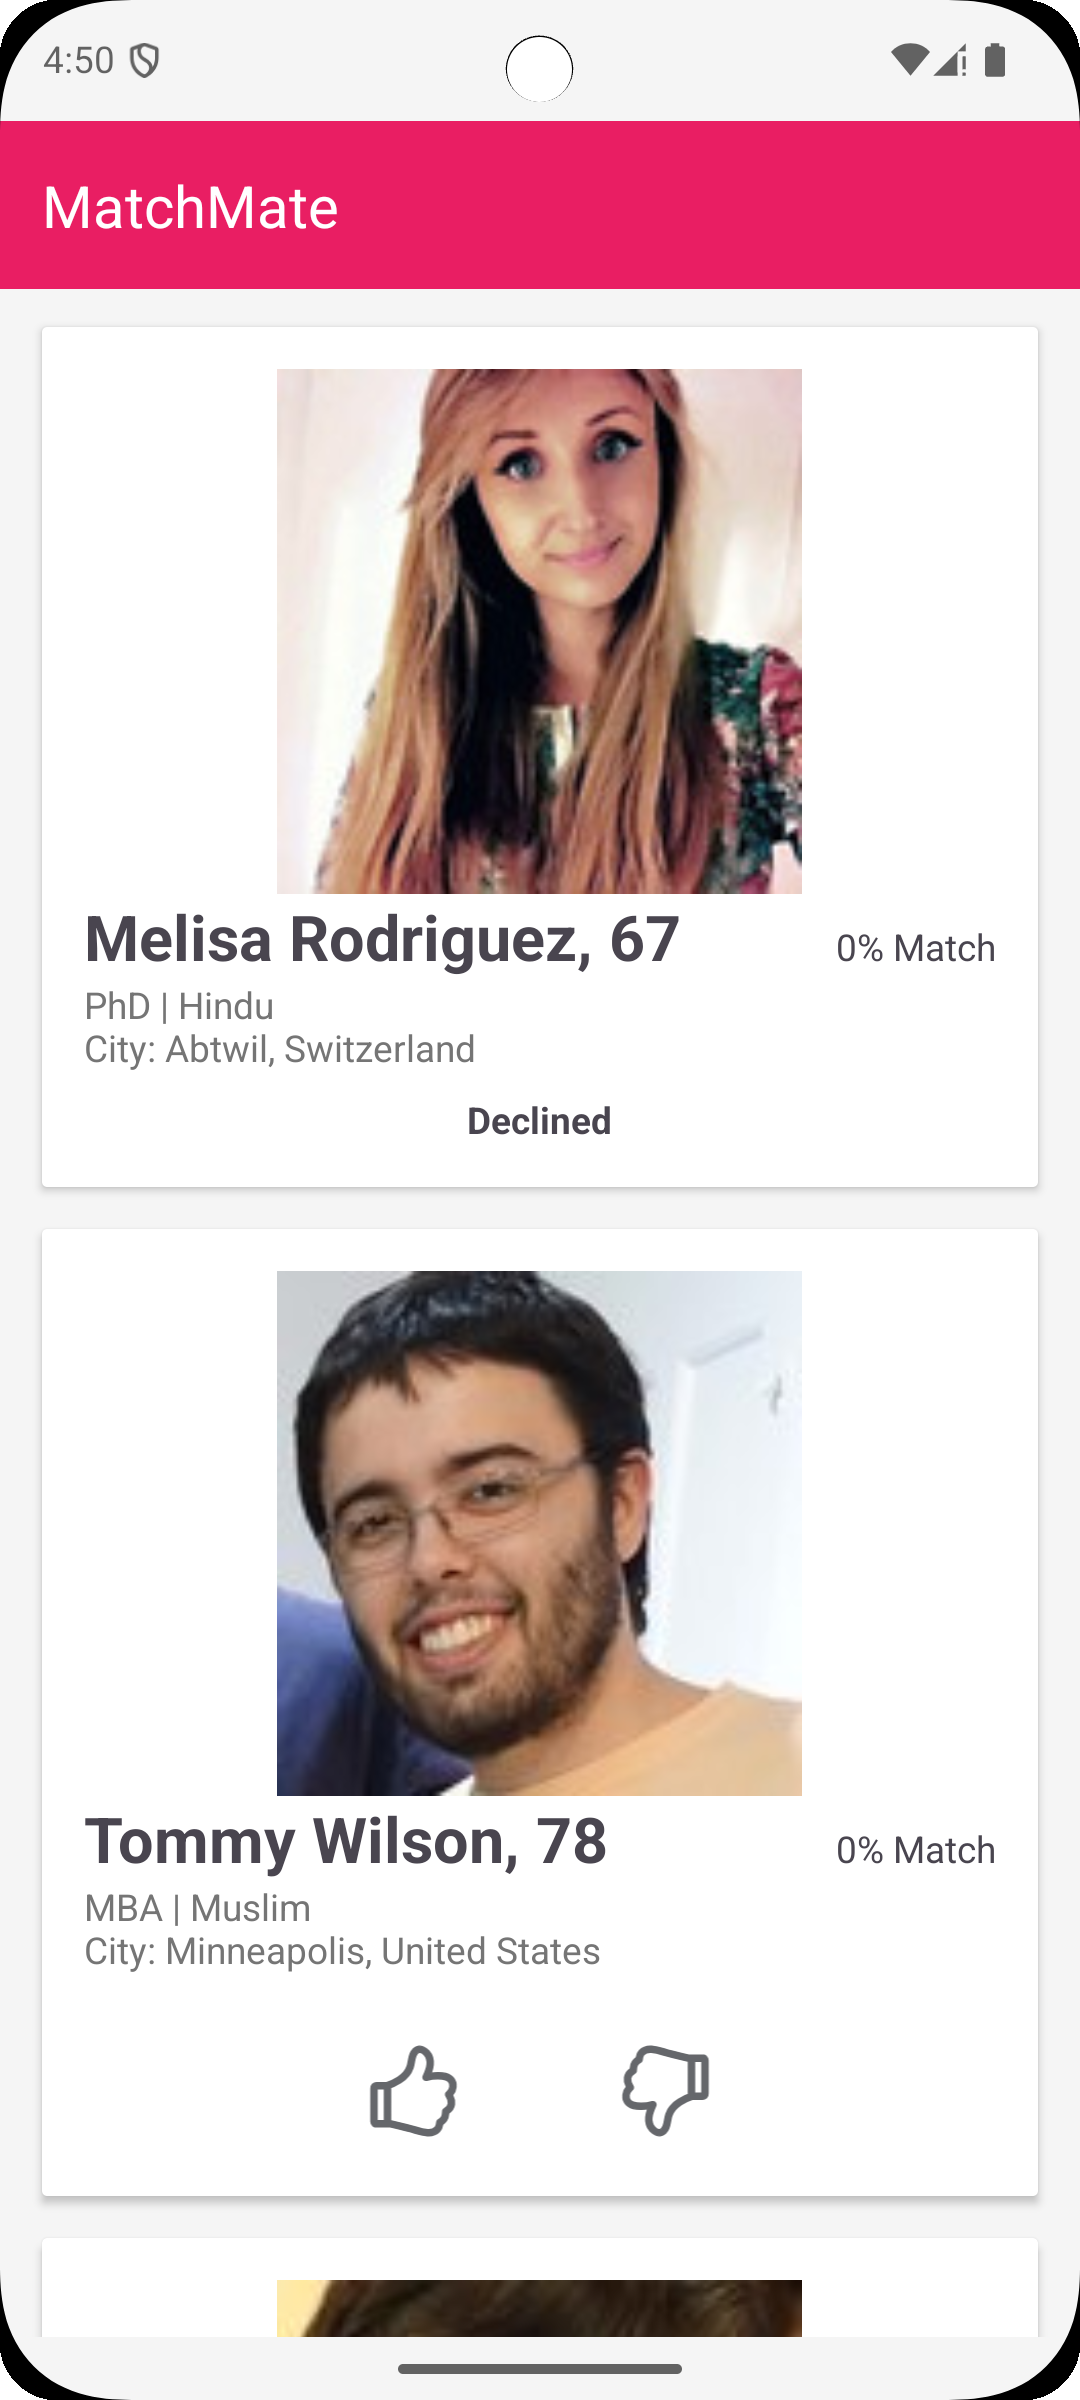 4:50
MatchMate
Melisa Rodriguez, 67
0% Match
PhD | Hindu
City: Abtwil, Switzerland
Declined
Tommy Wilson, 78
0% Match
MBA | Muslim
City: Minneapolis, United States